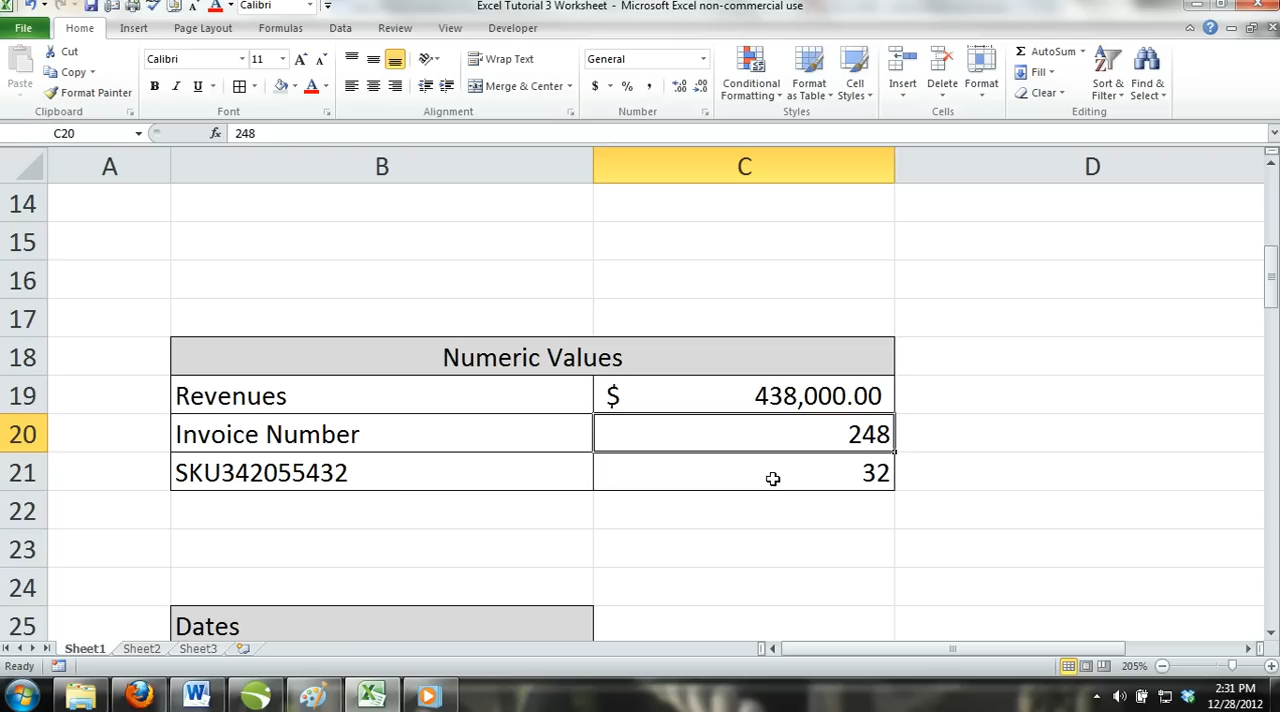 Calibri
Excel Tutorial 3 Worksheet - Microsoft Excel non-commercial use
File Home Insert Page Layout Formulas Data Review View Developer
Paste
Cut
Copy
Format Painter
Clipboard
Calibri 11
B I U
Font
Wrap Text
Merge & Center
Alignment
General
$ % ,
Number
Conditional Formatting
Format as Table
Cell Styles
Styles
Insert Delete Format
Cells
Σ AutoSum
Fill
Clear
Sort & Filter
Find & Select
Editing
C20 fx 248
A B C D
14
15
16
17
18 Numeric Values
19 Revenues $ 438,000.00
20 Invoice Number 248
21 SKU342055432 32
22
23
24
25 Dates
Sheet1 Sheet2 Sheet3
Ready 205%
2:31 PM
12/28/2012